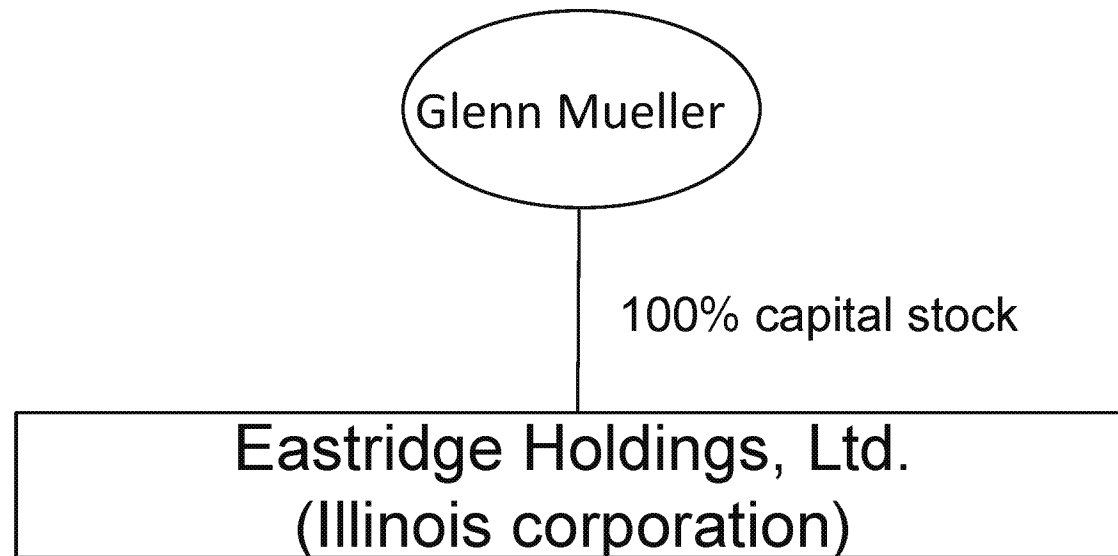 Glenn Mueller
100% capital stock
Eastridge Holdings, Ltd.
(Illinois corporation)